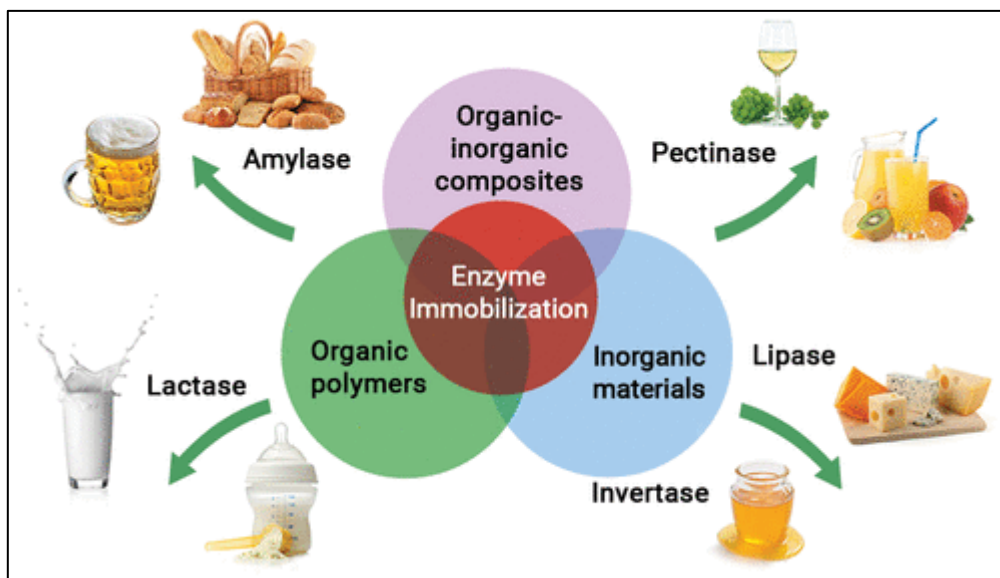 Organic-
inorganic
composites
Amylase
Pectinase
Enzyme
Immobilization
Organic
polymers
Inorganic
materials
Lactase
Lipase
Invertase